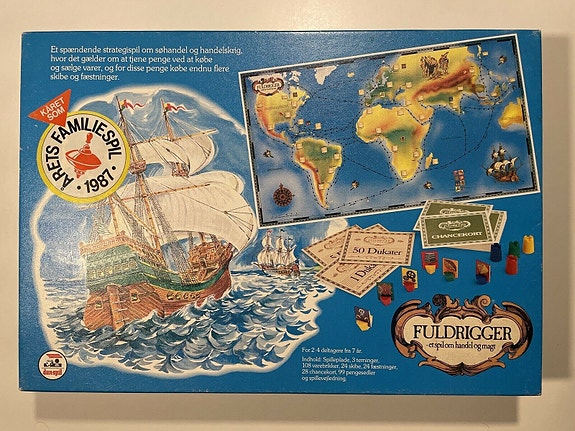 Et spændende strategispil om søhandel og handelskrig,
hvor det gælder om at tjene penge ved at købe
og sælge varer, og for disse penge købe endnu flere
skibe og fæstninger.
KÅRET
SOM
ÅRETS FAMILIESPIL
· 1987 ·
FULDRIGGER
CHANCEKORT
50 Dukater
FULDRIGGER
- et spil om handel og magt
For 2-4 deltagere fra 7 år.
Indhold: Spilleplade, 3 terninger,
108 varebrikker, 24 skibe, 24 fæstninger,
28 chancekort, 99 pengesedler
og spillevejledning.
danspil